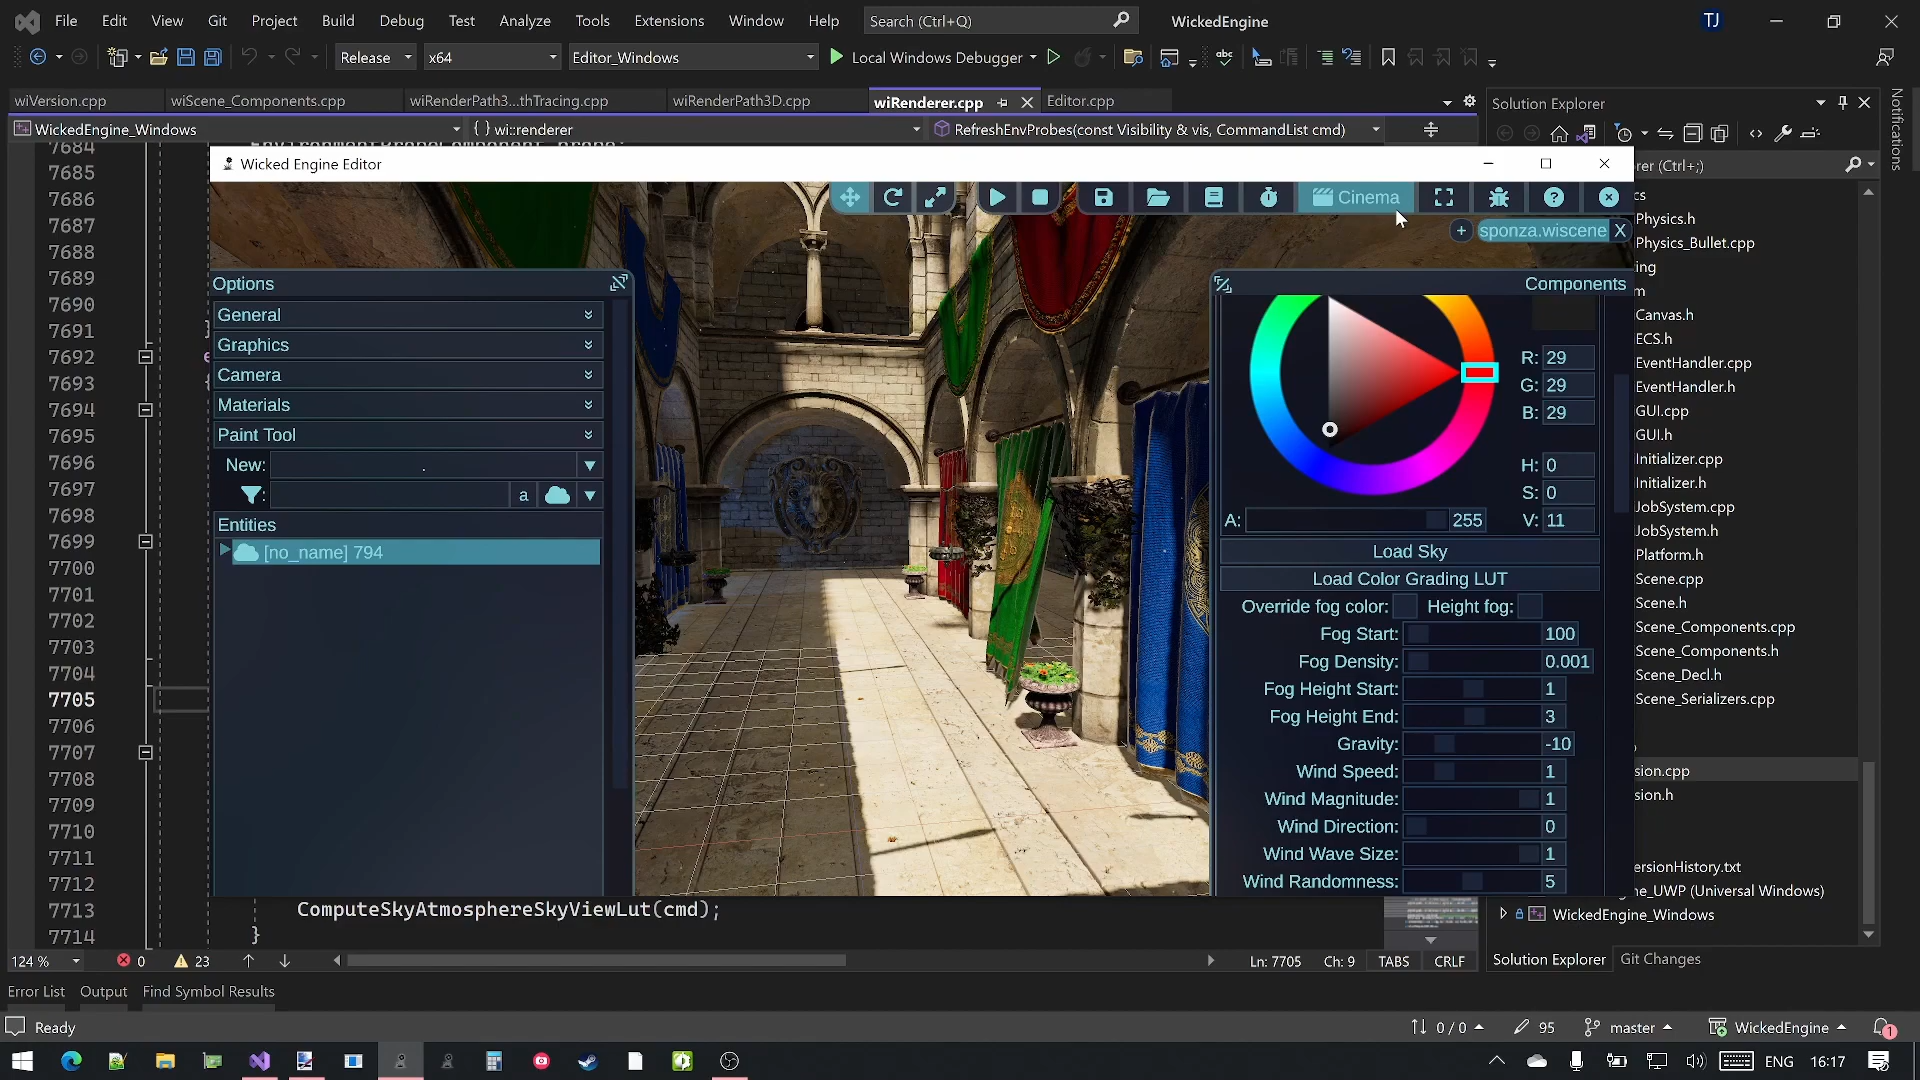 File Edit View Git Project Build Debug Test Analyze Tools Extensions Window Help Search (Ctrl+Q) WickedEngine TJ
Release x64 Editor_Windows Local Windows Debugger
wiVersion.cpp wiScene_Components.cpp wiRenderPath3...thTracing.cpp wiRenderPath3D.cpp wiRenderer.cpp Editor.cpp Solution Explorer Notifications
WickedEngine_Windows {} wi::renderer RefreshEnvProbes(const Visibility & vis, CommandList cmd)
7684
7685
7686
7687
7688
7689
7690
7691
7692
7693
7694
7695
7696
7697
7698
7699
7700
7701
7702
7703
7704
7705
7706
7707
7708
7709
7710
7711
7712
7713
7714
Wicked Engine Editor
Cinema
+ sponza.wiscene X
Options
General
Graphics
Camera
Materials
Paint Tool
New: .
: a
Entities
[no_name] 794
Components
R: 29
G: 29
B: 29
H: 0
S: 0
A: 255 V: 11
Load Sky
Load Color Grading LUT
Override fog color: Height fog:
Fog Start: 100
Fog Density: 0.001
Fog Height Start: 1
Fog Height End: 3
Gravity: -10
Wind Speed: 1
Wind Magnitude: 1
Wind Direction: 0
Wind Wave Size: 1
Wind Randomness: 5
rer (Ctrl+;)
cs
Physics.h
Physics_Bullet.cpp
ing
m
Canvas.h
ECS.h
EventHandler.cpp
EventHandler.h
GUI.cpp
GUI.h
Initializer.cpp
Initializer.h
JobSystem.cpp
JobSystem.h
Platform.h
Scene.cpp
Scene.h
Scene_Components.cpp
Scene_Components.h
Scene_Decl.h
Scene_Serializers.cpp
sion.cpp
sion.h
ersionHistory.txt
e_UWP (Universal Windows)
WickedEngine_Windows
ComputeSkyAtmosphereSkyViewLut(cmd);
}
124 % 0 23 Ln: 7705 Ch: 9 TABS CRLF Solution Explorer Git Changes
Error List Output Find Symbol Results
Ready 0 / 0 95 master WickedEngine 1
ENG 16:17